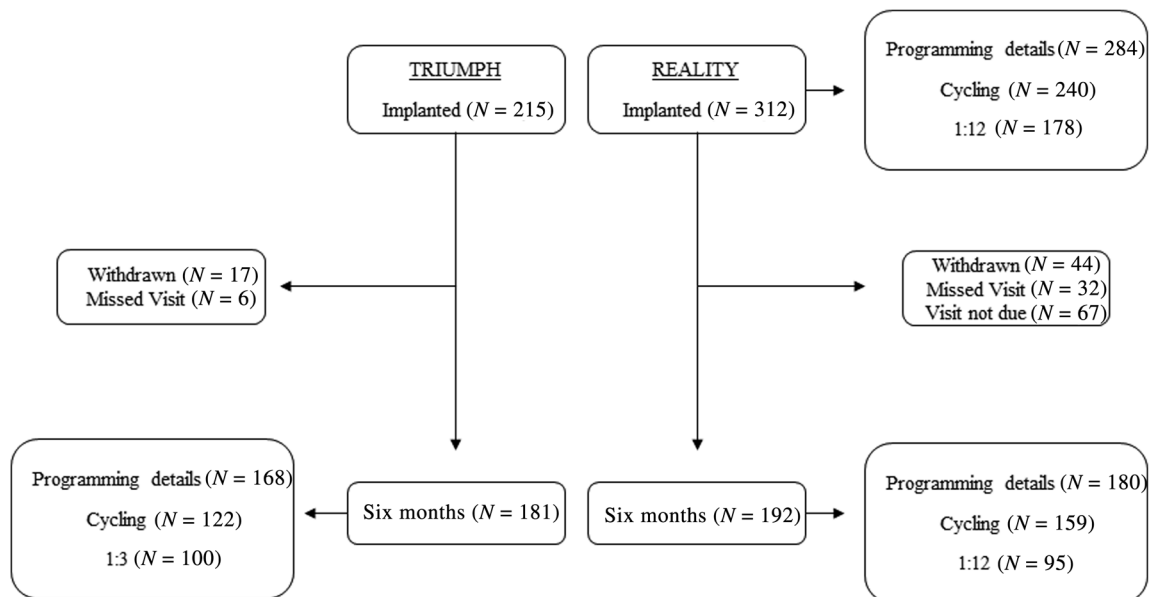 TRIUMPH
Implanted (N = 215)
REALITY
Implanted (N = 312)
Programming details (N = 284)
Cycling (N = 240)
1:12 (N = 178)
Withdrawn (N = 17)
Missed Visit (N = 6)
Withdrawn (N = 44)
Missed Visit (N = 32)
Visit not due (N = 67)
Programming details (N = 168)
Cycling (N = 122)
1:3 (N = 100)
Six months (N = 181)
Six months (N = 192)
Programming details (N = 180)
Cycling (N = 159)
1:12 (N = 95)